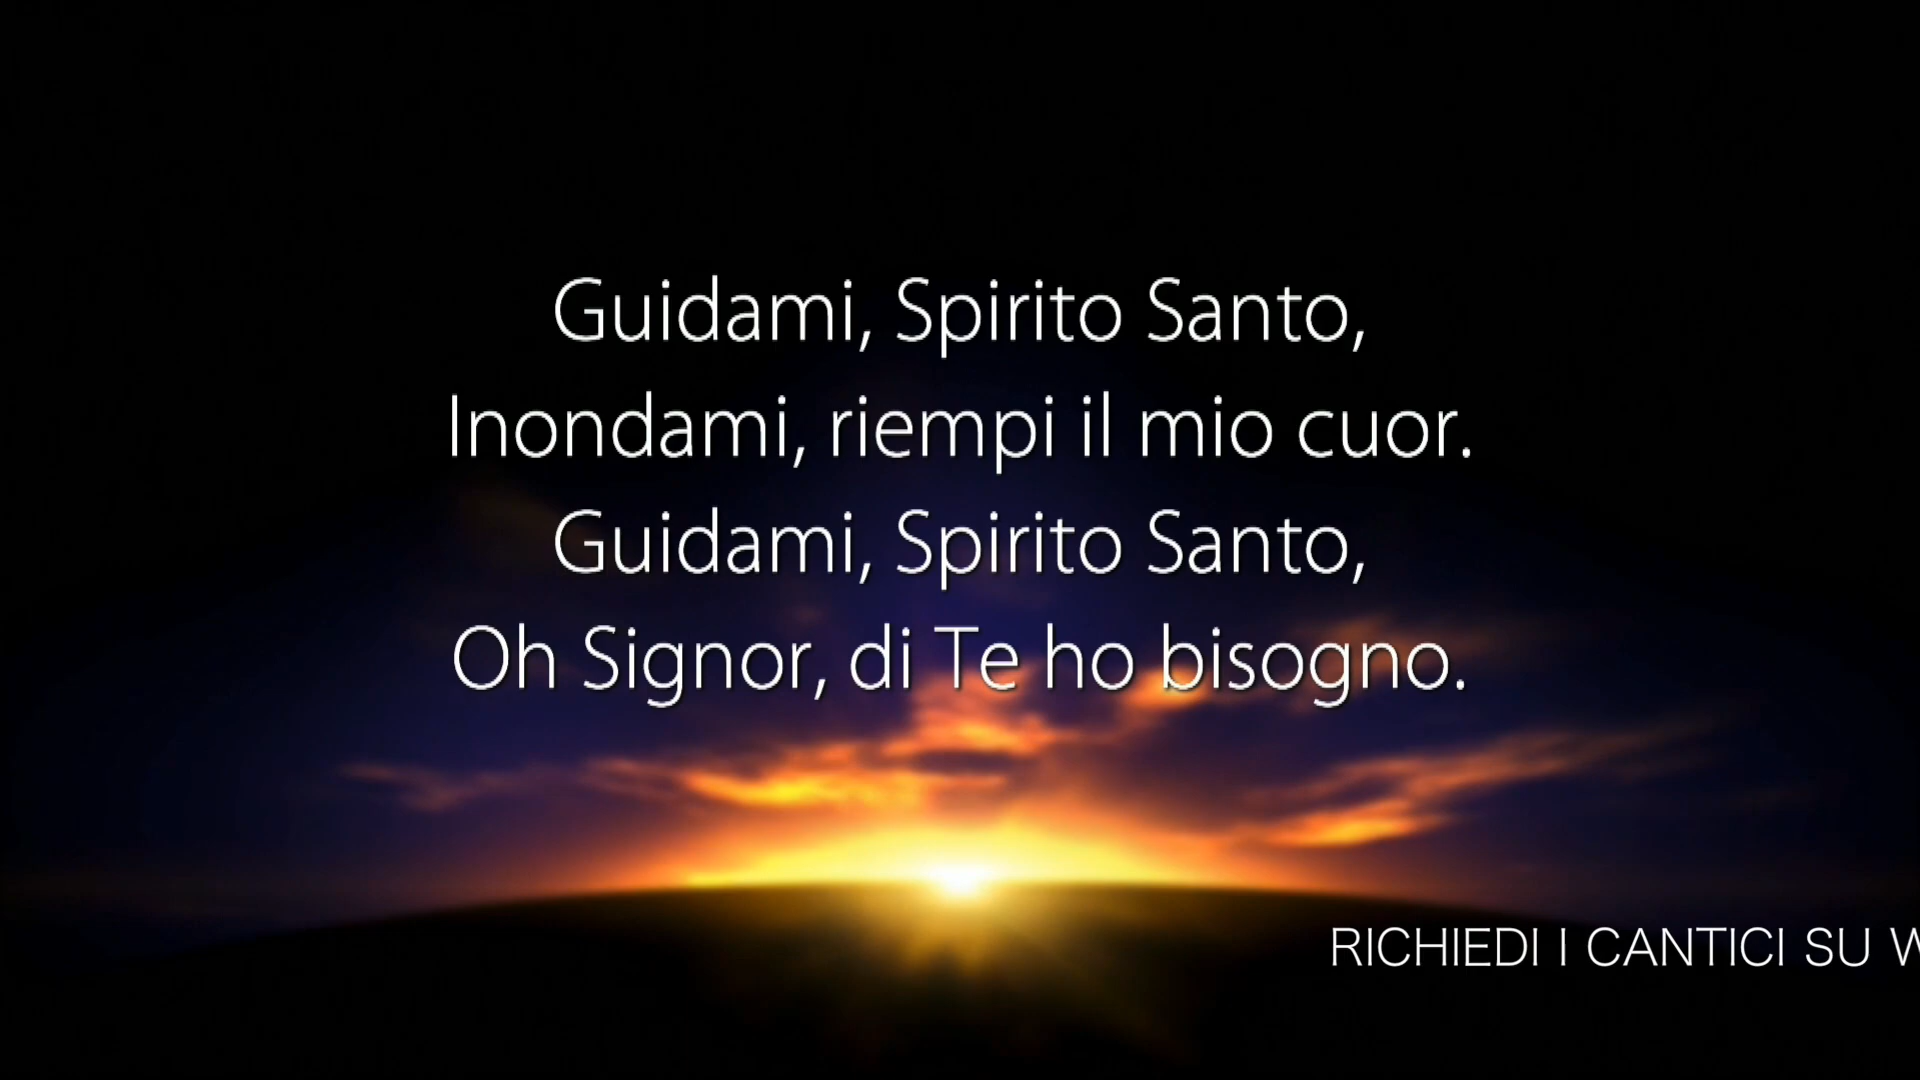 Guidami, Spirito Santo,
Inondami, riempi il mio cuor.
Guidami, Spirito Santo,
Oh Signor, di Te ho bisogno.
RICHIEDI I CANTICI SU